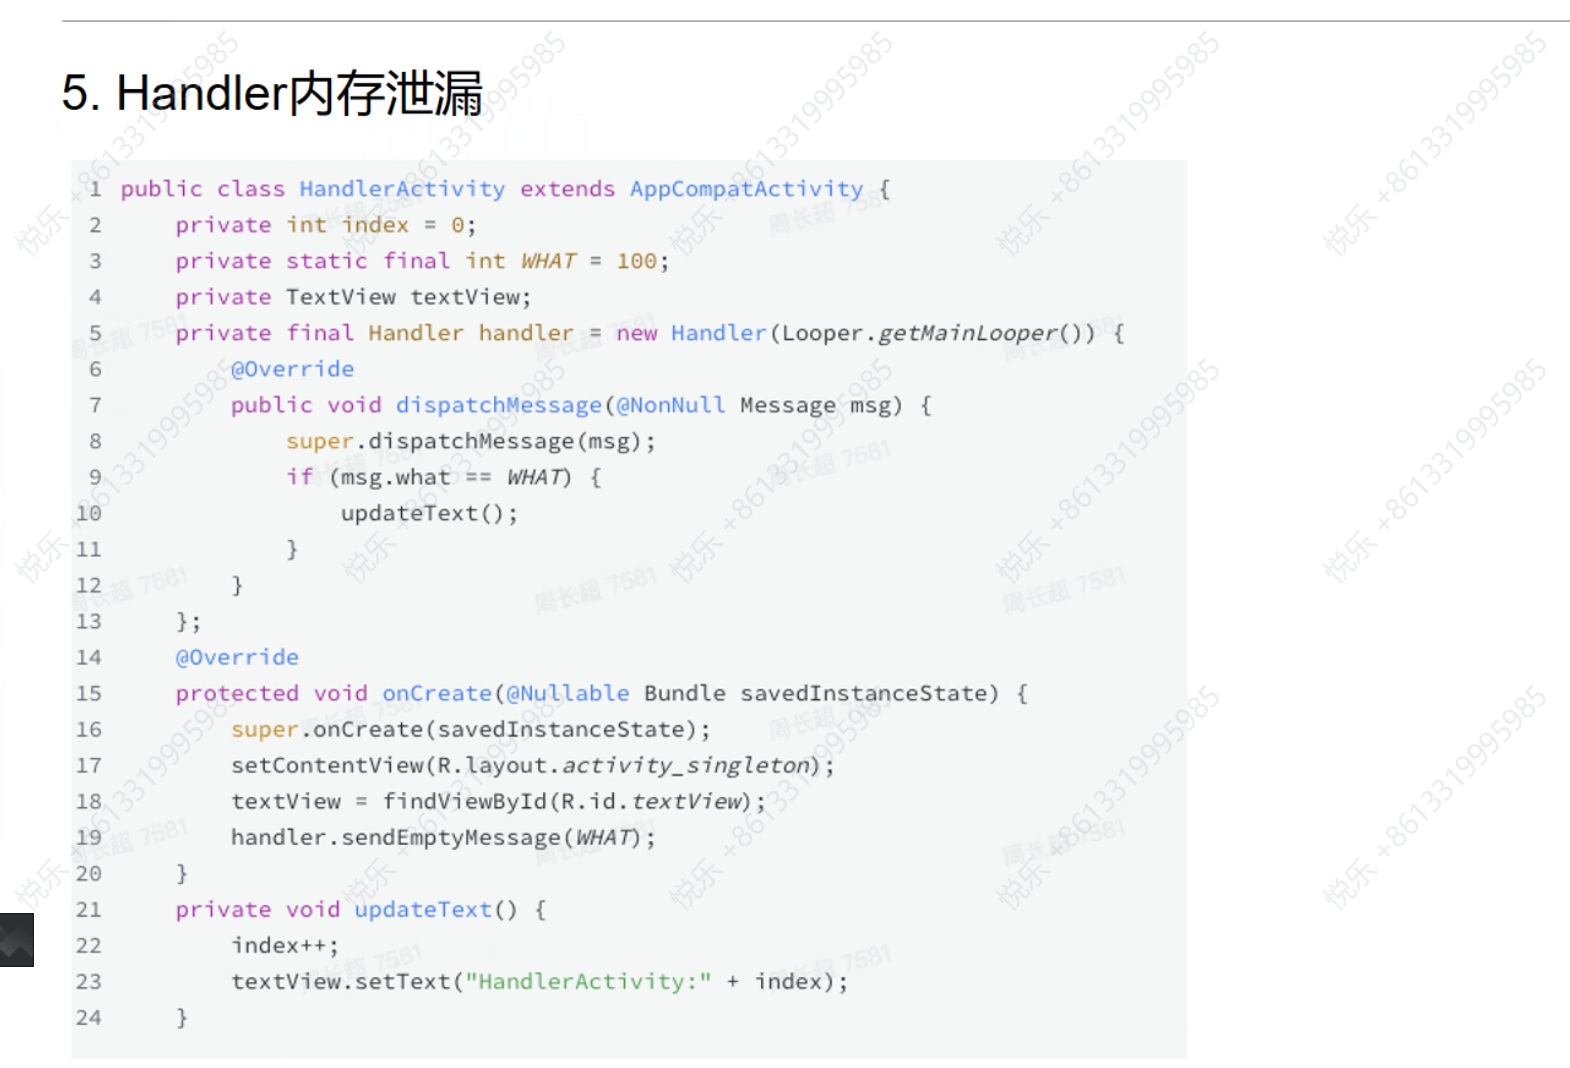 5. Handler内存泄漏
1 public class HandlerActivity extends AppCompatActivity {
2     private int index = 0;
3     private static final int WHAT = 100;
4     private TextView textView;
5     private final Handler handler = new Handler(Looper.getMainLooper()) {
6         @Override
7         public void dispatchMessage(@NonNull Message msg) {
8             super.dispatchMessage(msg);
9             if (msg.what == WHAT) {
10                 updateText();
11             }
12         }
13     };
14     @Override
15     protected void onCreate(@Nullable Bundle savedInstanceState) {
16         super.onCreate(savedInstanceState);
17         setContentView(R.layout.activity_singleton);
18         textView = findViewById(R.id.textView);
19         handler.sendEmptyMessage(WHAT);
20     }
21     private void updateText() {
22         index++;
23         textView.setText("HandlerActivity:" + index);
24     }
悦乐 +8613319995985
周长超 7581